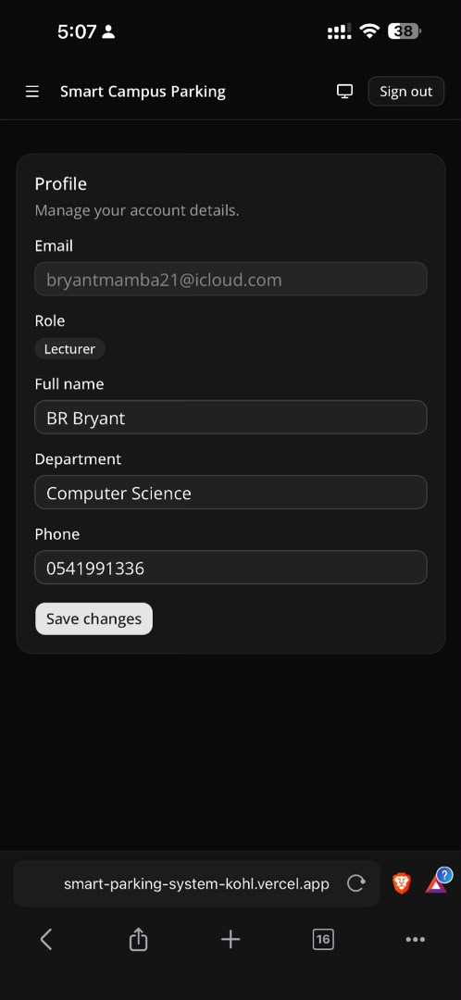 5:07
38
Smart Campus Parking
Sign out
Profile
Manage your account details.
Email
bryantmamba21@icloud.com
Role
Lecturer
Full name
BR Bryant
Department
Computer Science
Phone
0541991336
Save changes
smart-parking-system-kohl.vercel.app
?
16